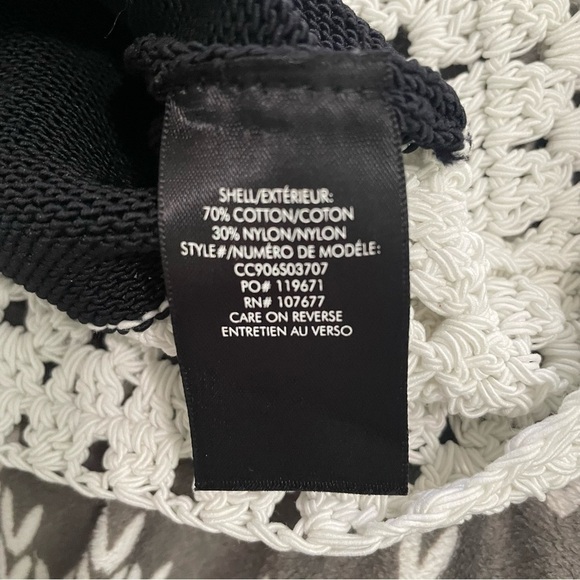 SHELL/EXTÉRIEUR:
70% COTTON/COTON
30% NYLON/NYLON
STYLE#/NUMÉRO DE MODÉLE:
CC906S03707
PO# 119671
RN# 107677
CARE ON REVERSE
ENTRETIEN AU VERSO